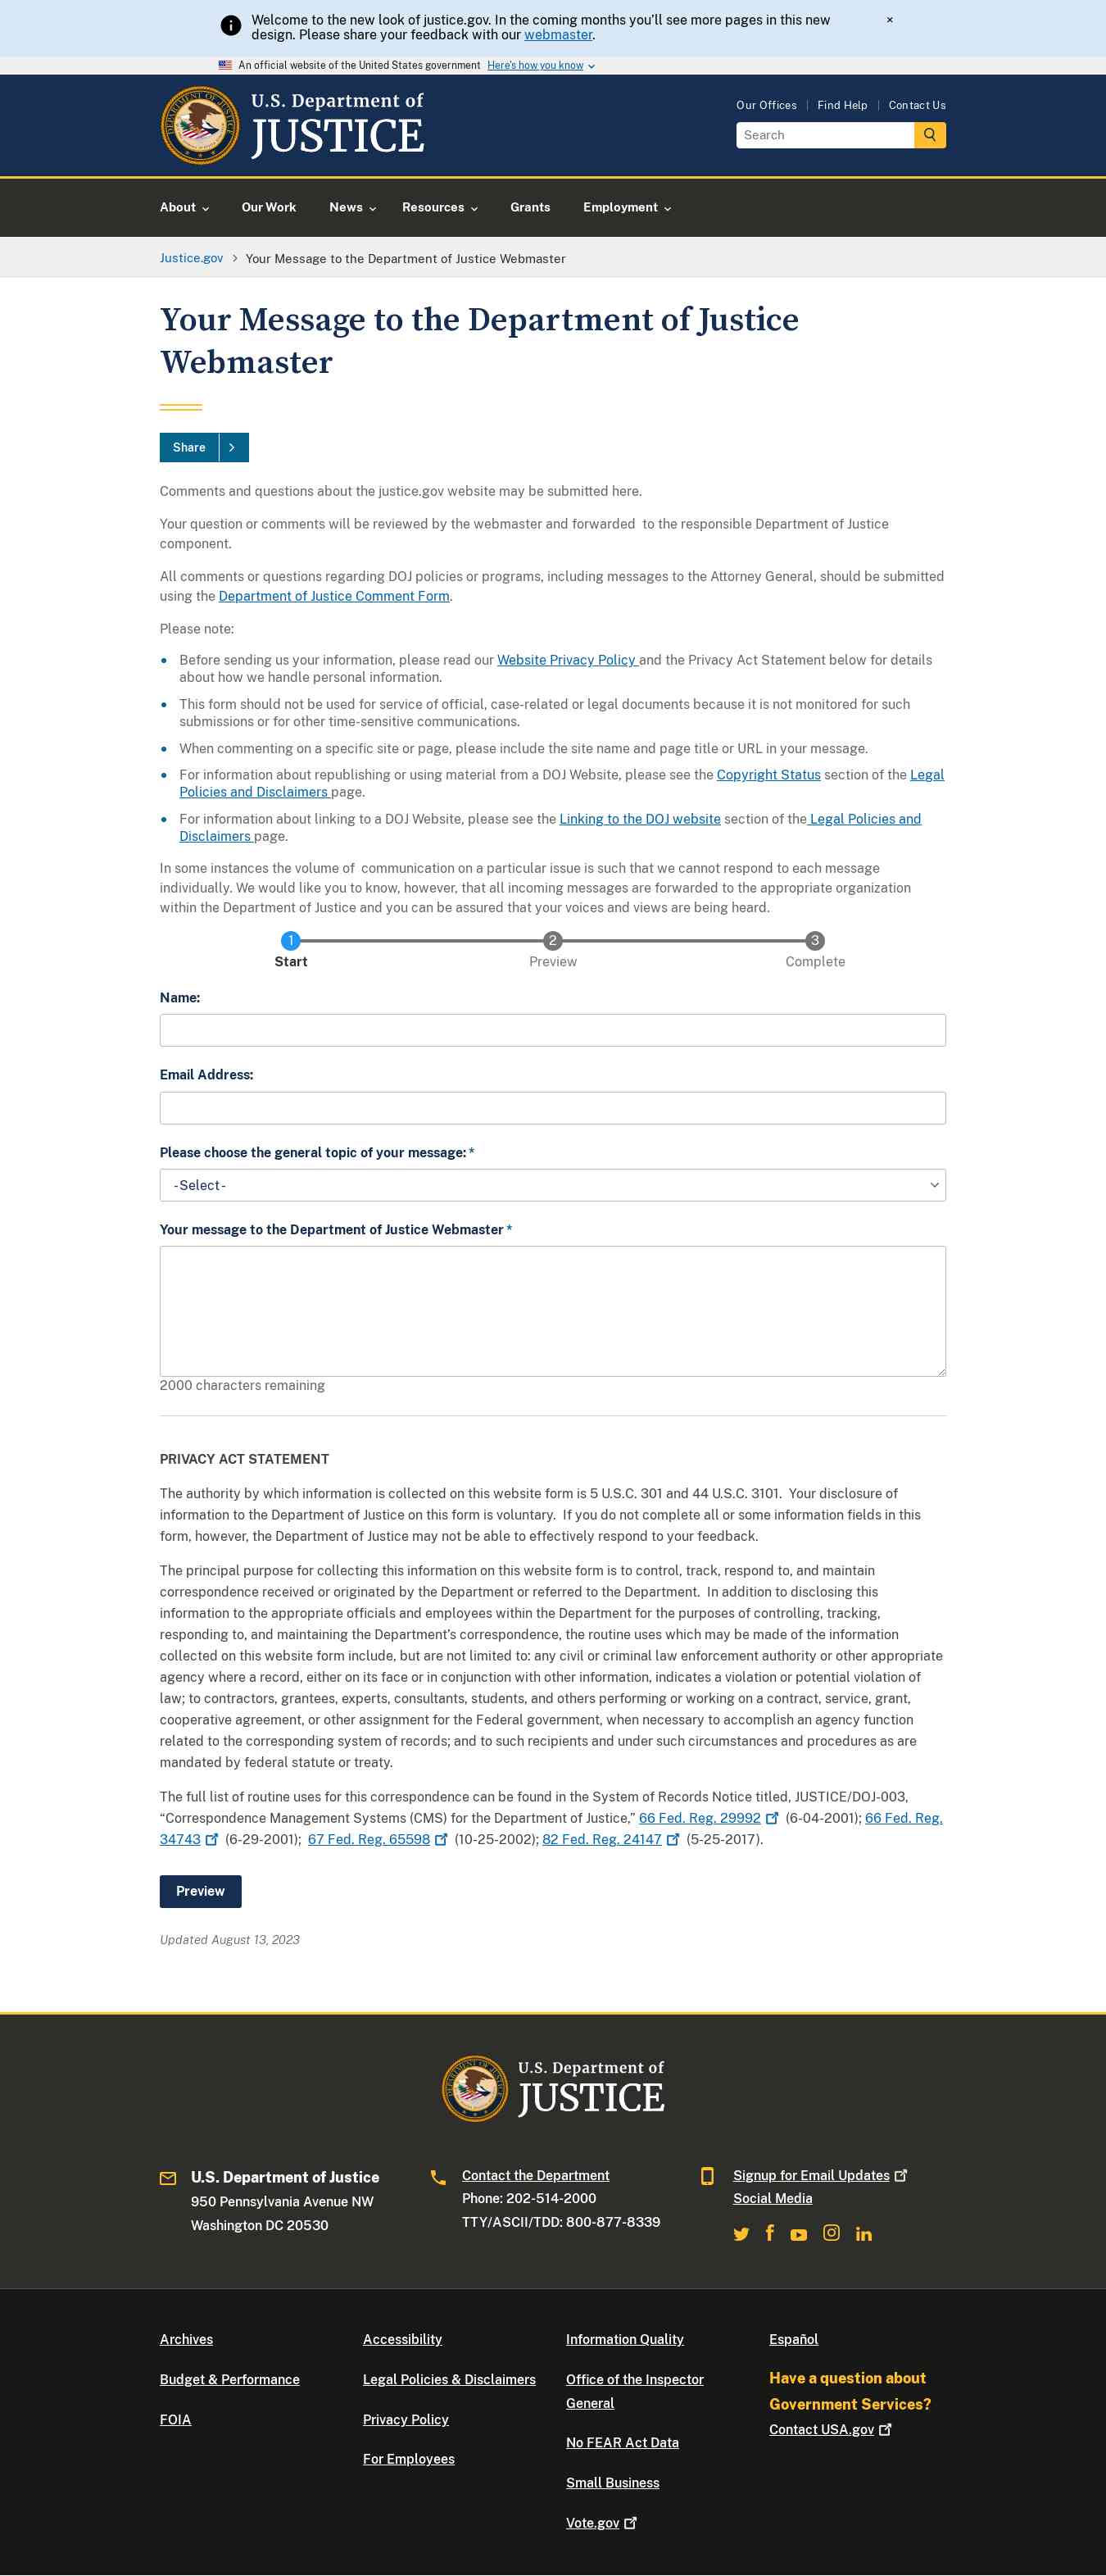 Welcome to the new look of justice.gov. In the coming months you'll see more pages in this new
design. Please share your feedback with our webmaster.
×
An official website of the United States government Here's how you know
U.S. Department of
JUSTICE
Our Offices
Find Help
Contact Us
Search
About
Our Work
News
Resources
Grants
Employment
Justice.gov
Your Message to the Department of Justice Webmaster
Your Message to the Department of Justice
Webmaster
Share
Comments and questions about the justice.gov website may be submitted here.
Your question or comments will be reviewed by the webmaster and forwarded to the responsible Department of Justice
component.
All comments or questions regarding DOJ policies or programs, including messages to the Attorney General, should be submitted
using the Department of Justice Comment Form.
Please note:
Before sending us your information, please read our Website Privacy Policy and the Privacy Act Statement below for details
about how we handle personal information.
This form should not be used for service of official, case-related or legal documents because it is not monitored for such
submissions or for other time-sensitive communications.
When commenting on a specific site or page, please include the site name and page title or URL in your message.
For information about republishing or using material from a DOJ Website, please see the Copyright Status section of the Legal
Policies and Disclaimers page.
For information about linking to a DOJ Website, please see the Linking to the DOJ website section of the Legal Policies and
Disclaimers page.
In some instances the volume of communication on a particular issue is such that we cannot respond to each message
individually. We would like you to know, however, that all incoming messages are forwarded to the appropriate organization
within the Department of Justice and you can be assured that your voices and views are being heard.
1
2
3
Start
Preview
Complete
Name:
Email Address:
Please choose the general topic of your message: *
- Select -
Your message to the Department of Justice Webmaster *
2000 characters remaining
PRIVACY ACT STATEMENT
The authority by which information is collected on this website form is 5 U.S.C. 301 and 44 U.S.C. 3101. Your disclosure of
information to the Department of Justice on this form is voluntary. If you do not complete all or some information fields in this
form, however, the Department of Justice may not be able to effectively respond to your feedback.
The principal purpose for collecting this information on this website form is to control, track, respond to, and maintain
correspondence received or originated by the Department or referred to the Department. In addition to disclosing this
information to the appropriate officials and employees within the Department for the purposes of controlling, tracking,
responding to, and maintaining the Department's correspondence, the routine uses which may be made of the information
collected on this website form include, but are not limited to: any civil or criminal law enforcement authority or other appropriate
agency where a record, either on its face or in conjunction with other information, indicates a violation or potential violation of
law; to contractors, grantees, experts, consultants, students, and others performing or working on a contract, service, grant,
cooperative agreement, or other assignment for the Federal government, when necessary to accomplish an agency function
related to the corresponding system of records; and to such recipients and under such circumstances and procedures as are
mandated by federal statute or treaty.
The full list of routine uses for this correspondence can be found in the System of Records Notice titled, JUSTICE/DOJ-003,
“Correspondence Management Systems (CMS) for the Department of Justice,” 66 Fed. Reg. 29992 (6-04-2001); 66 Fed. Reg.
34743 (6-29-2001); 67 Fed. Reg. 65598 (10-25-2002); 82 Fed. Reg. 24147 (5-25-2017).
Preview
Updated August 13, 2023
U.S. Department of
JUSTICE
U.S. Department of Justice
950 Pennsylvania Avenue NW
Washington DC 20530
Contact the Department
Phone: 202-514-2000
TTY/ASCII/TDD: 800-877-8339
Signup for Email Updates
Social Media
Archives
Budget & Performance
FOIA
Accessibility
Legal Policies & Disclaimers
Privacy Policy
For Employees
Information Quality
Office of the Inspector
General
No FEAR Act Data
Small Business
Vote.gov
Español
Have a question about
Government Services?
Contact USA.gov